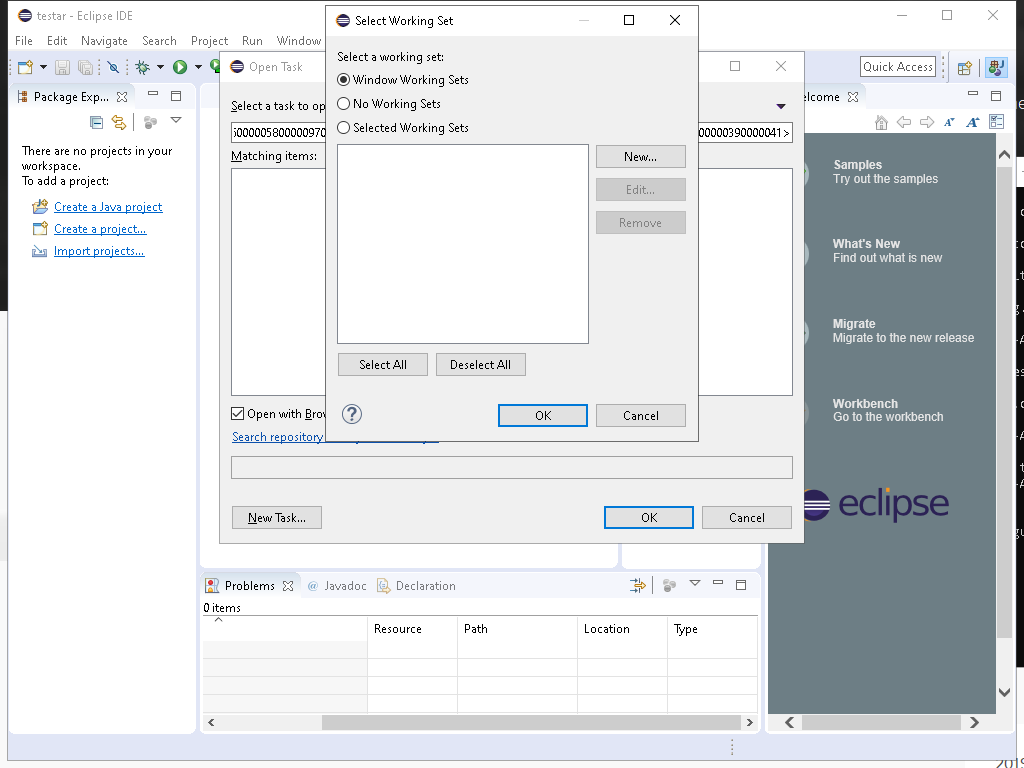 testar - Eclipse IDE
File Edit Navigate Search Project Run Window
Quick Access
Package Exp...
There are no projects in your
workspace.
To add a project:
Create a Java project
Create a project...
Import projects...
Open Task
Select a task to op
00000580000097000000390000041>
Matching items:
Open with Brow
Search repository
New Task...
OK
Cancel
Select Working Set
Select a working set:
Window Working Sets
No Working Sets
Selected Working Sets
New...
Edit...
Remove
Select All
Deselect All
?
OK
Cancel
elcome
Samples
Try out the samples
What's New
Find out what is new
Migrate
Migrate to the new release
Workbench
Go to the workbench
eclipse
Problems
@ Javadoc
Declaration
0 items
Resource Path Location Type
2019